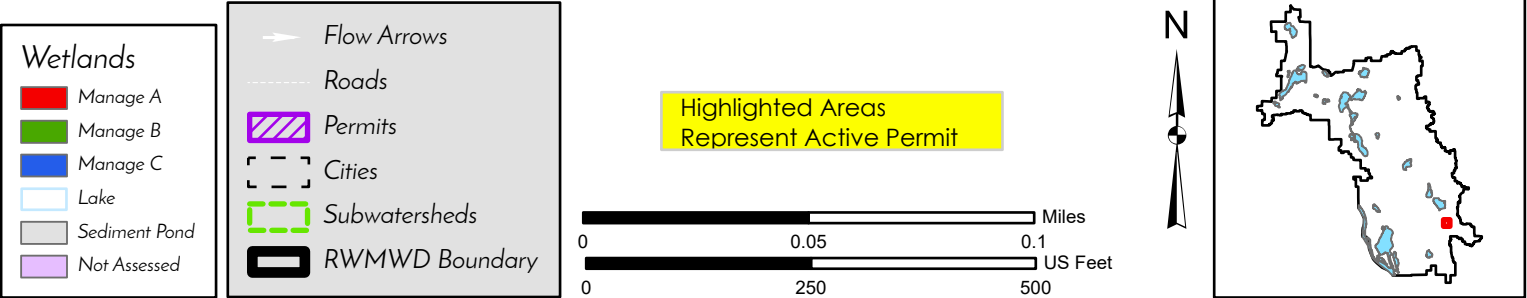 Wetlands
Manage A
Manage B
Manage C
Lake
Sediment Pond
Not Assessed
Flow Arrows
Roads
Permits
Cities
Subwatersheds
RWMWD Boundary
Highlighted Areas
Represent Active Permit
Miles
0 0.05 0.1
US Feet
0 250 500
N